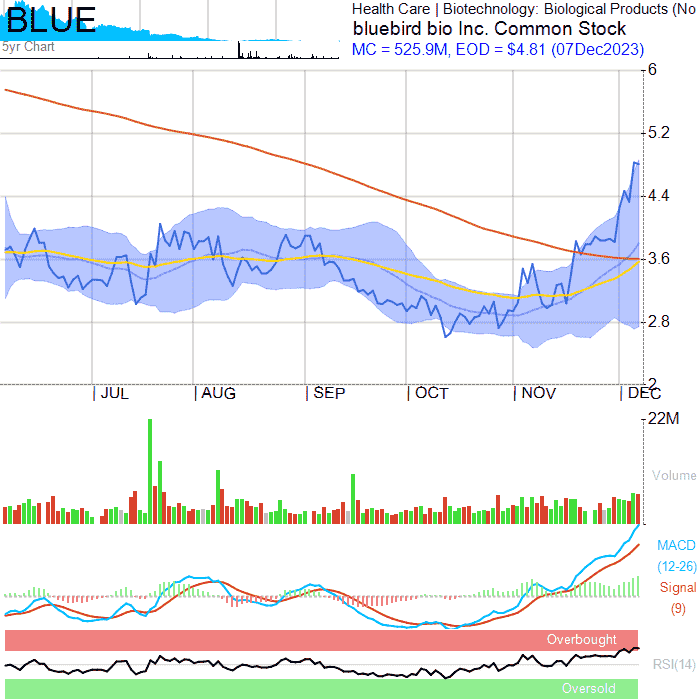 BLUE
5yr Chart
Health Care | Biotechnology: Biological Products (No
bluebird bio Inc. Common Stock
MC = 525.9M, EOD = $4.81 (07Dec2023)
6
5.2
4.4
3.6
2.8
2
JUL AUG SEP OCT NOV DEC
22M
Volume
MACD
(12-26)
Signal
(9)
Overbought
RSI(14)
Oversold